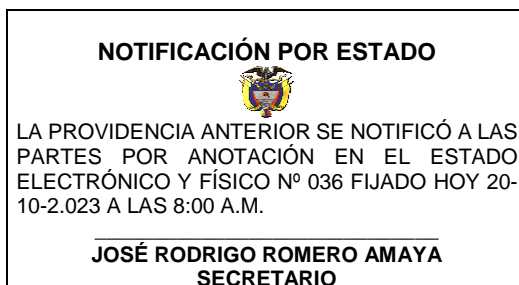 NOTIFICACIÓN POR ESTADO
LA PROVIDENCIA ANTERIOR SE NOTIFICÓ A LAS
PARTES POR ANOTACIÓN EN EL ESTADO
ELECTRÓNICO Y FÍSICO Nº 036 FIJADO HOY 20-
10-2.023 A LAS 8:00 A.M.
JOSÉ RODRIGO ROMERO AMAYA
SECRETARIO